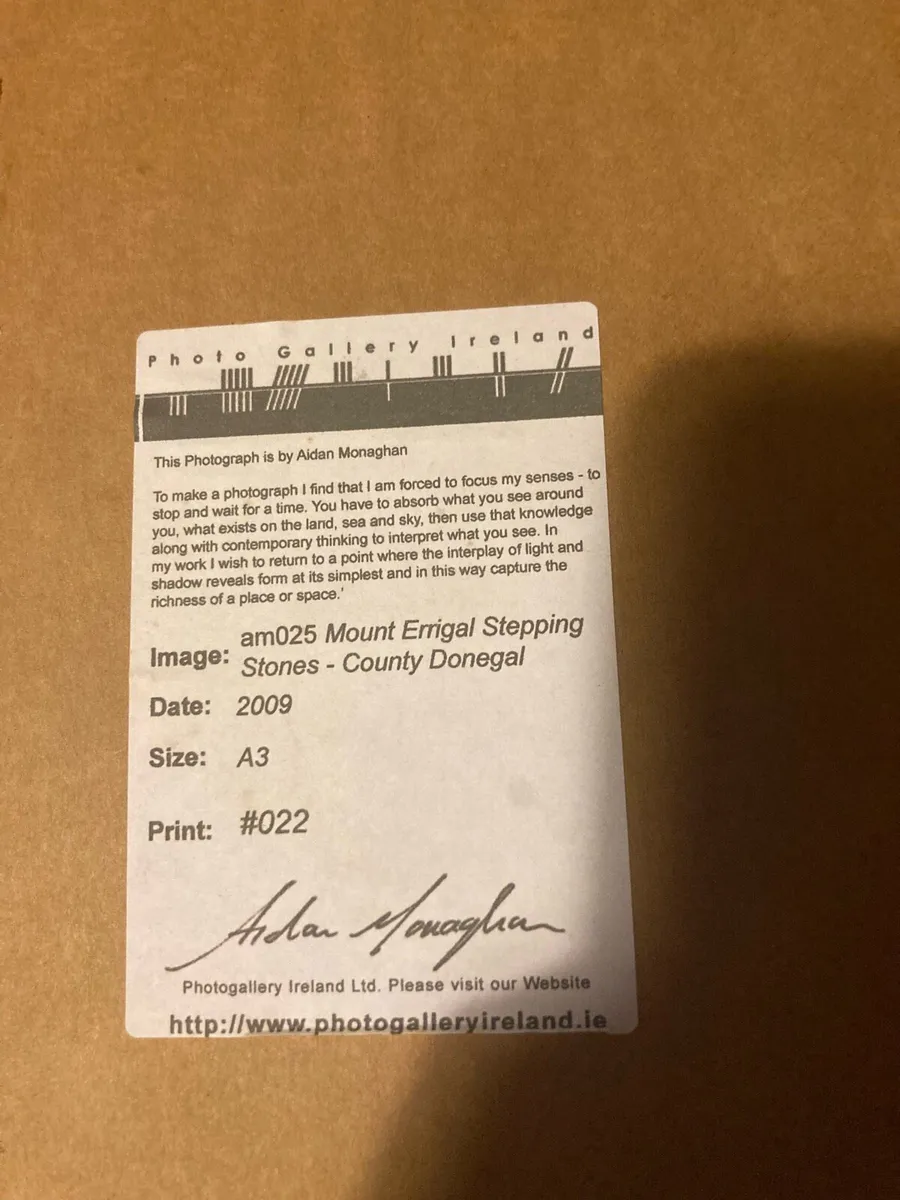 Photo Gallery Ireland
This Photograph is by Aidan Monaghan
To make a photograph I find that I am forced to focus my senses - to
stop and wait for a time. You have to absorb what you see around
you, what exists on the land, sea and sky, then use that knowledge
along with contemporary thinking to interpret what you see. In
my work I wish to return to a point where the interplay of light and
shadow reveals form at its simplest and in this way capture the
richness of a place or space.'
Image: am025 Mount Errigal Stepping
Stones - County Donegal
Date: 2009
Size: A3
Print: #022
Aidan Monaghan
Photogallery Ireland Ltd. Please visit our Website
http://www.photogalleryireland.ie